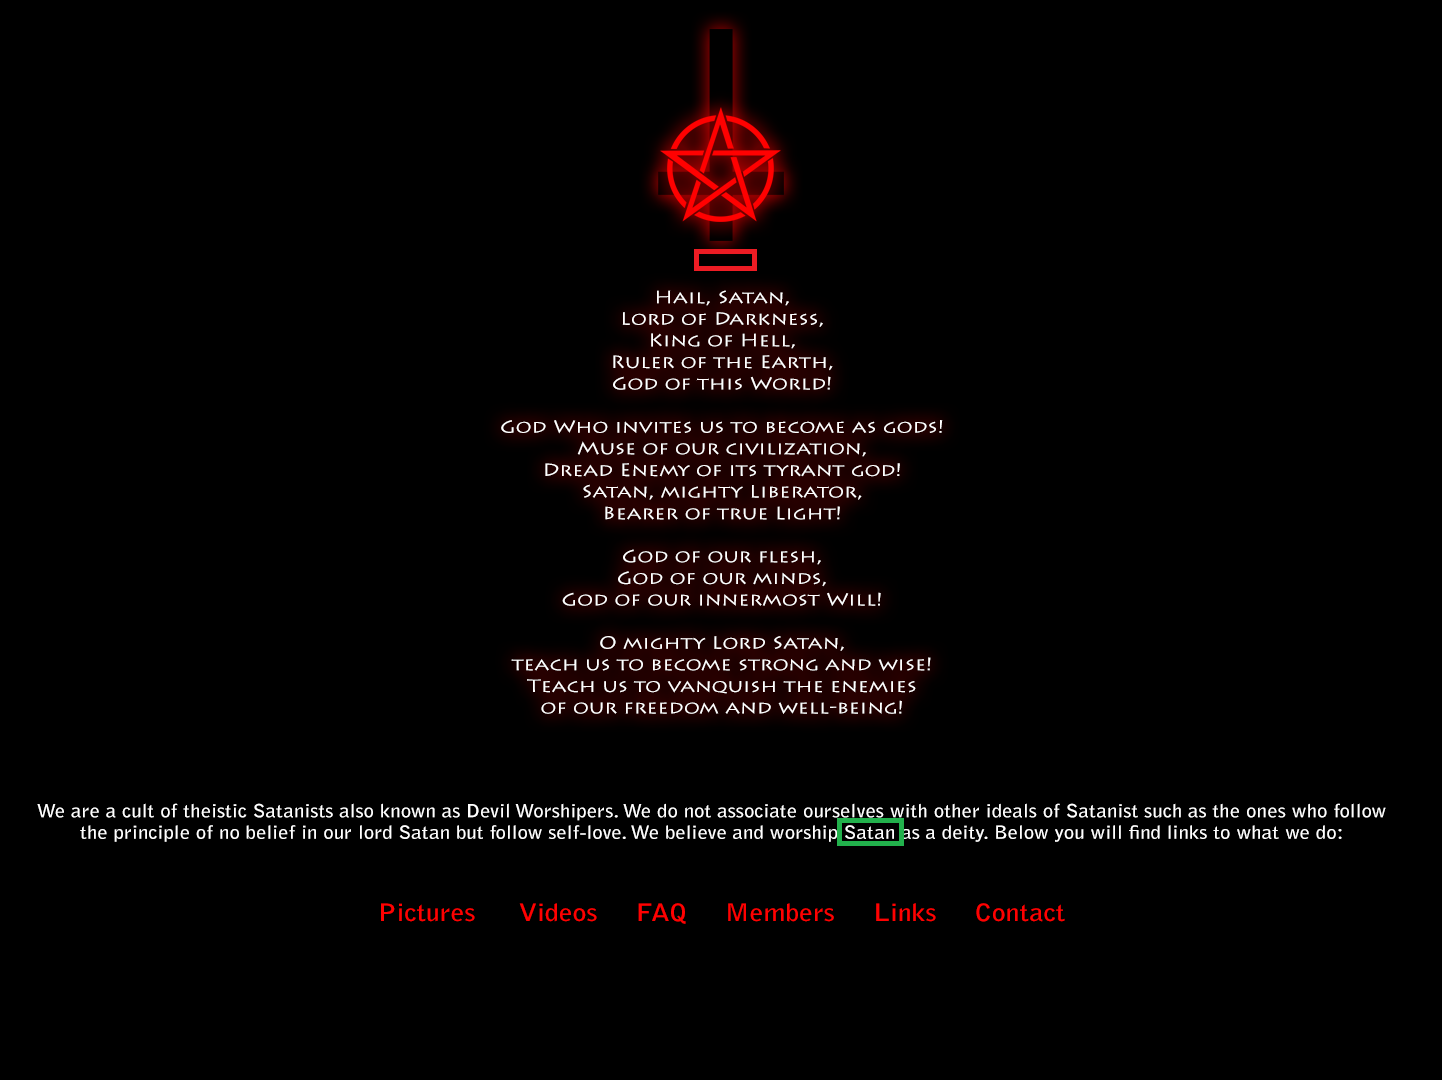 Hail, Satan,
Lord of Darkness,
King of Hell,
Ruler of the Earth,
God of this World!
God Who invites us to become as gods!
Muse of our civilization,
Dread Enemy of its tyrant god!
Satan, mighty Liberator,
Bearer of true Light!
God of our flesh,
God of our minds,
God of our innermost Will!
O mighty Lord Satan,
teach us to become strong and wise!
Teach us to vanquish the enemies
of our freedom and well-being!
We are a cult of theistic Satanists also known as Devil Worshipers. We do not associate ourselves with other ideals of Satanist such as the ones who follow
the principle of no belief in our lord Satan but follow self-love. We believe and worship Satan as a deity. Below you will find links to what we do:
Pictures Videos FAQ Members Links Contact